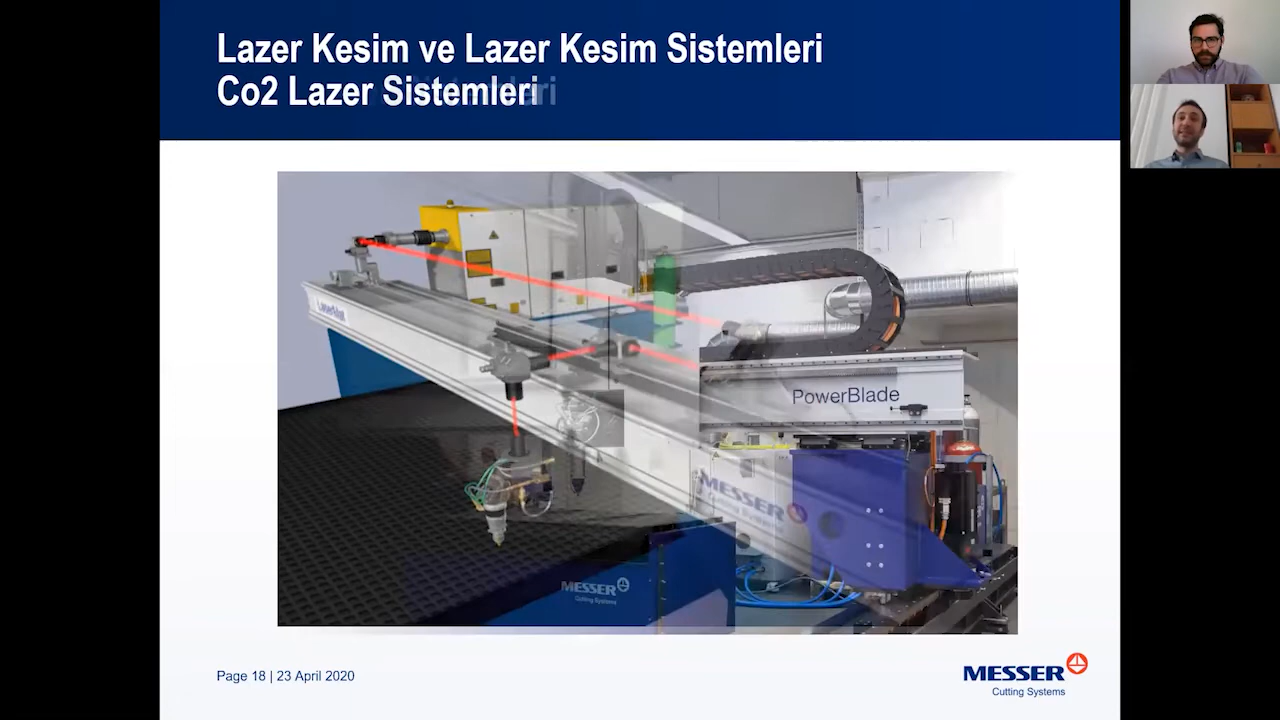 Lazer Kesim ve Lazer Kesim Sistemleri
Co2 Lazer Sistemleri
PowerBlade
MESSER
MESSER
Cutting Systems
Page 18 | 23 April 2020
MESSER
Cutting Systems